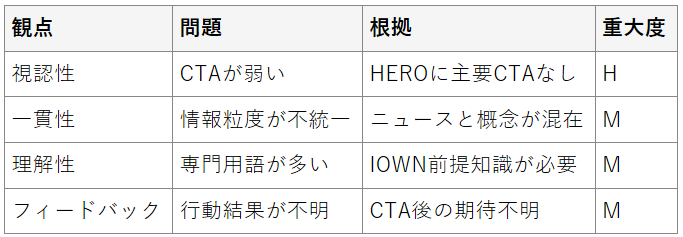 観点 問題 根拠 重大度
視認性 CTAが弱い HEROに主要CTAなし H
一貫性 情報粒度が不統一 ニュースと概念が混在 M
理解性 専門用語が多い IOWN前提知識が必要 M
フィードバック 行動結果が不明 CTA後の期待不明 M